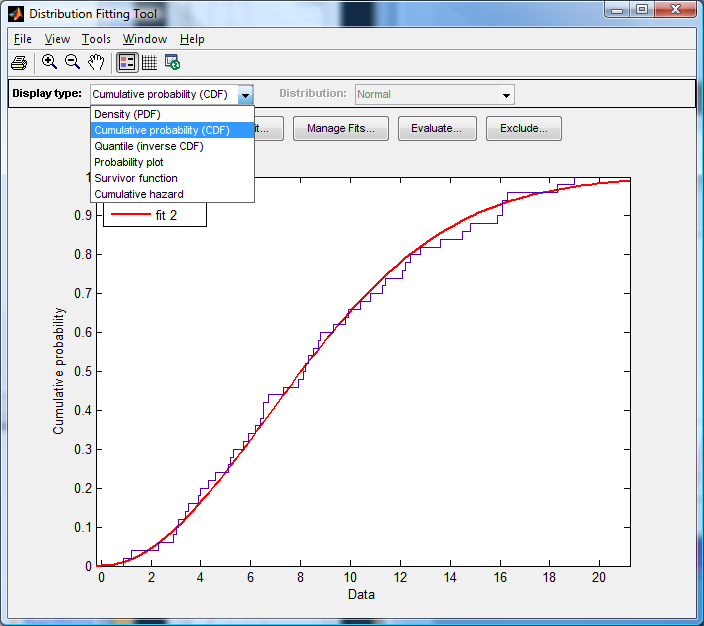 Distribution Fitting Tool
File View Tools Window Help
Display type: Cumulative probability (CDF) Distribution: Normal
Density (PDF)
Cumulative probability (CDF)
Quantile (inverse CDF)
Probability plot
Survivor function
Cumulative hazard
it... Manage Fits... Evaluate... Exclude...
fit 2
1
0.9
0.8
0.7
0.6
0.5
0.4
0.3
0.2
0.1
0
Cumulative probability
0 2 4 6 8 10 12 14 16 18 20
Data